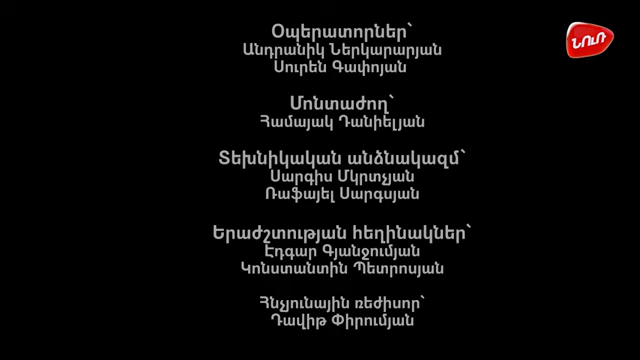 Օպերատորներ՝
Անդրանիկ Ներկարարյան
Սուրեն Գափոյան
Մոնտաժող՝
Համայակ Դանիելյան
Տեխնիկական անձնակազմ՝
Սարգիս Մկրտչյան
Ռաֆայել Սարգսյան
Երաժշտության հեղինակներ՝
Էդգար Գյանջումյան
Կոնստանտին Պետրոսյան
Հնչյունային ռեժիսոր՝
Դավիթ Փիրումյան
ՆՈՒՌ